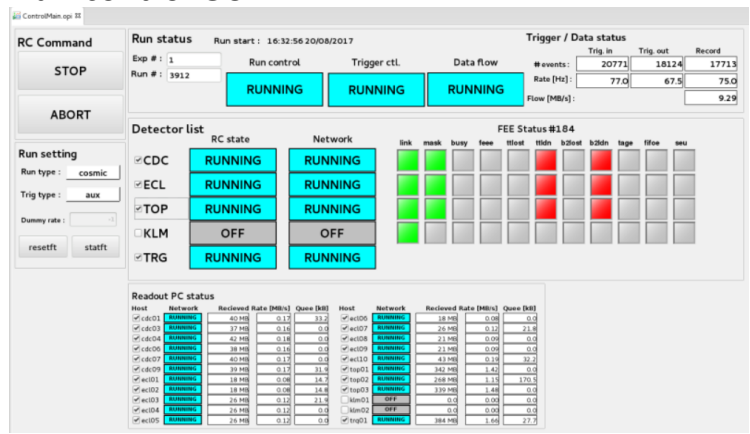 ControlMain.opi
RC Command
STOP
ABORT
Run setting
Run type : cosmic
Trig type : aux
Dummy rate :
resetft statft
Run status Run start : 16:32:56 20/08/2017
Exp # : 1
Run # : 3912
Run control Trigger ctl. Data flow
RUNNING RUNNING RUNNING
Trigger / Data status
Trig. in Trig. out Record
#events : 20771 18124 17713
Rate [Hz] : 77.0 67.5 75.0
Flow [MB/s] : 9.29
Detector list
RC state Network
CDC RUNNING RUNNING
ECL RUNNING RUNNING
TOP RUNNING RUNNING
KLM OFF OFF
TRG RUNNING RUNNING
FEE Status #184
link mask busy feee ttlost ttldn b2lost b2ldn tage fifoe seu
Readout PC status
Host Network Recieved Rate [MB/s] Quee [kB] Host Network Recieved Rate [MB/s] Quee [kB]
cdc01 RUNNING 40 MB 0.17 33.2 ecl06 RUNNING 18 MB 0.08 0.0
cdc03 RUNNING 37 MB 0.16 0.0 ecl07 RUNNING 26 MB 0.12 21.8
cdc04 RUNNING 42 MB 0.18 0.0 ecl08 RUNNING 21 MB 0.09 0.0
cdc06 RUNNING 38 MB 0.16 0.0 ecl09 RUNNING 21 MB 0.09 0.0
cdc07 RUNNING 40 MB 0.17 0.0 ecl10 RUNNING 43 MB 0.19 32.2
cdc09 RUNNING 39 MB 0.17 31.9 top01 RUNNING 342 MB 1.42 0.0
ecl01 RUNNING 18 MB 0.08 14.7 top02 RUNNING 268 MB 1.15 170.5
ecl02 RUNNING 18 MB 0.08 14.8 top03 RUNNING 339 MB 1.48 0.0
ecl03 RUNNING 26 MB 0.12 21.9 klm01 OFF 0.0 0.00 0.0
ecl04 RUNNING 26 MB 0.12 0.0 klm02 OFF 0.0 0.00 0.0
ecl05 RUNNING 26 MB 0.12 0.0 trg01 RUNNING 384 MB 1.66 27.7